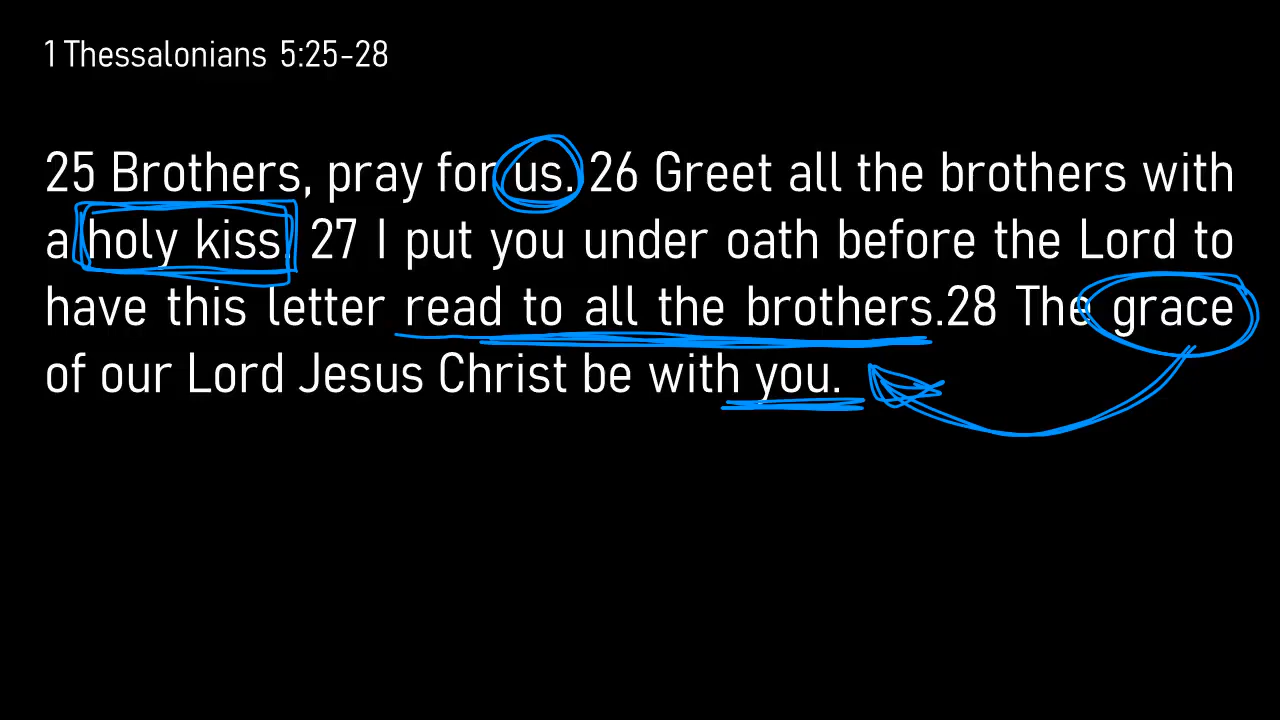 1 Thessalonians 5:25-28
25 Brothers, pray for us. 26 Greet all the brothers with
a holy kiss. 27 I put you under oath before the Lord to
have this letter read to all the brothers.28 The grace
of our Lord Jesus Christ be with you.